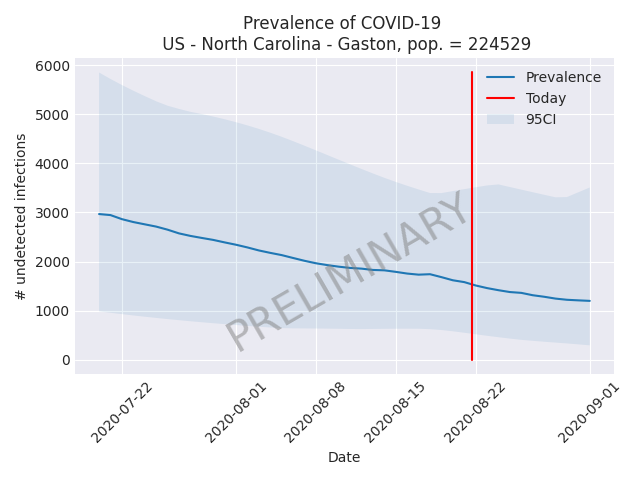 Prevalence of COVID-19
US - North Carolina - Gaston, pop. = 224529
# undetected infections
6000
5000
4000
3000
2000
1000
0
Prevalence
Today
95CI
PRELIMINARY
2020-07-22
2020-08-01
2020-08-08
2020-08-15
2020-08-22
2020-09-01
Date